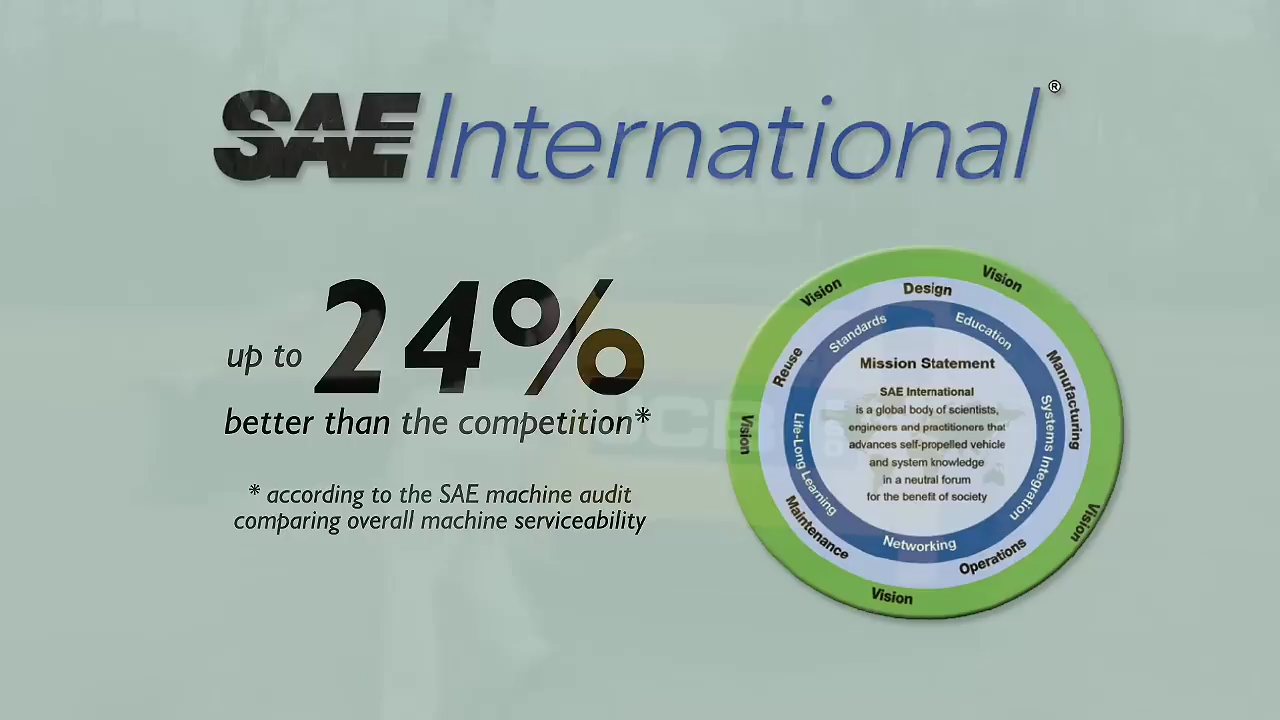 SAE International®
up to 24%
better than the competition*
* according to the SAE machine audit
comparing overall machine serviceability
Vision
Vision
Vision
Vision
Vision
Design
Manufacturing
Operations
Maintenance
Reuse
Standards
Education
Systems Integration
Networking
Life-Long Learning
Mission Statement
SAE International
is a global body of scientists,
engineers and practitioners that
advances self-propelled vehicle
and system knowledge
in a neutral forum
for the benefit of society
JCB